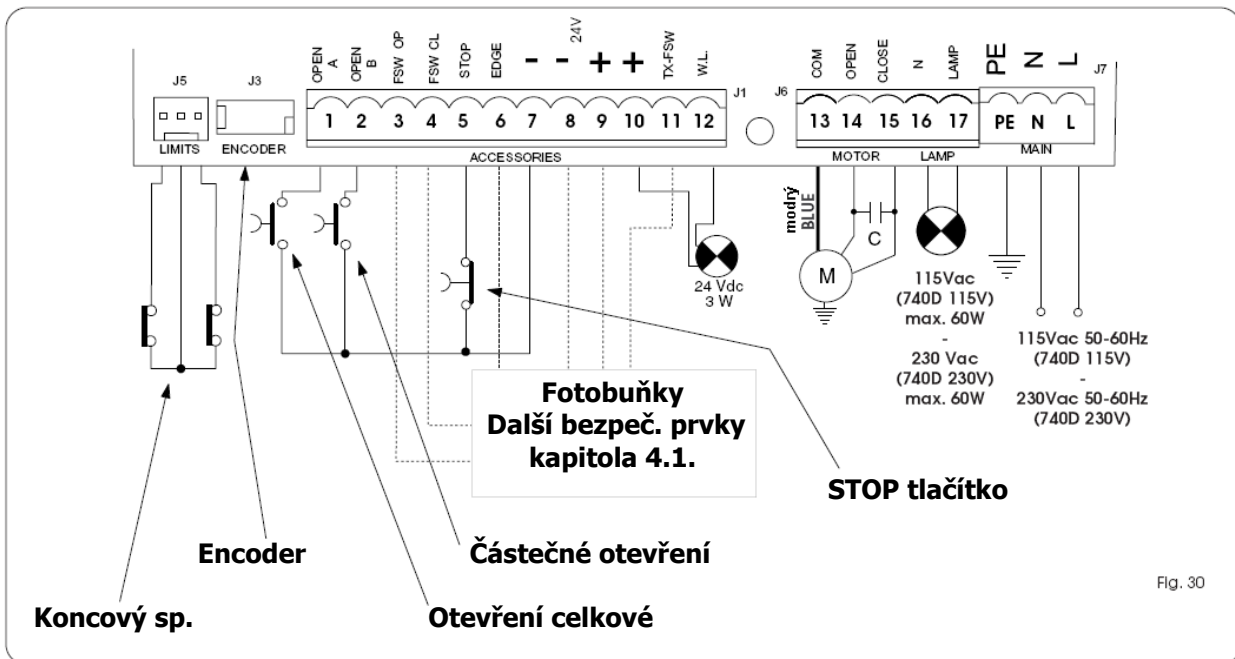 OPEN A
OPEN B
FSW OP
FSW CL
STOP
EDGE
-
-
24V
+
+
TX-FSW
W.L.
COM
OPEN
CLOSE
N
LAMP
PE
N
L
J5
J3
J1
J6
J7
1 2 3 4 5 6 7 8 9 10 11 12
13 14 15 16 17
PE N L
LIMITS
ENCODER
ACCESSORIES
MOTOR
LAMP
MAIN
modrý
BLUE
C
M
24 Vdc
3 W
115Vac
(740D 115V)
max. 60W
-
230 Vac
(740D 230V)
max. 60W
115Vac 50-60Hz
(740D 115V)
-
230Vac 50-60Hz
(740D 230V)
Fotobuňky
Další bezpeč. prvky
kapitola 4.1.
STOP tlačítko
Encoder
Částečné otevření
Koncový sp.
Otevření celkové
Fig. 30